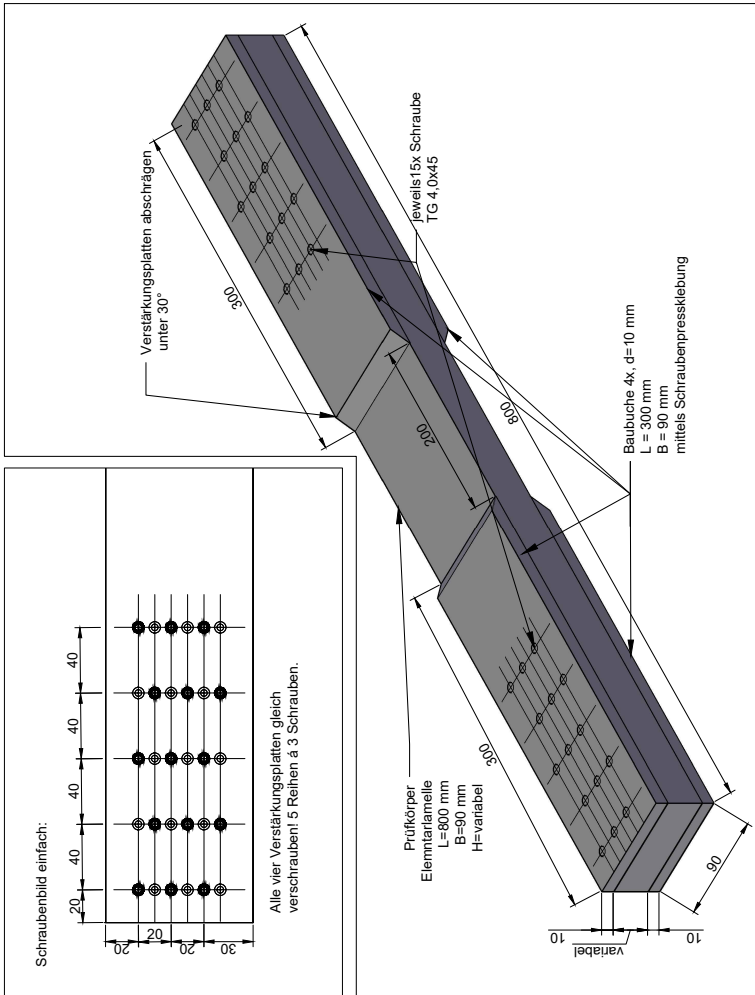 Schraubenbild einfach:
40
40
40
40
20
20
20
20
30
Alle vier Verstärkungsplatten gleich
verschrauben! 5 Reihen á 3 Schrauben.
Verstärkungsplatten abschrägen
unter 30°
300
jeweils15x Schraube
TG 4,0x45
200
800
Baubuche 4x, d=10 mm
L = 300 mm
B = 90 mm
mittels Schraubenpressklebung
Prüfkörper
Elemntarlamelle
L=800 mm
B=90 mm
H=variabel
300
90
10
variabel
10